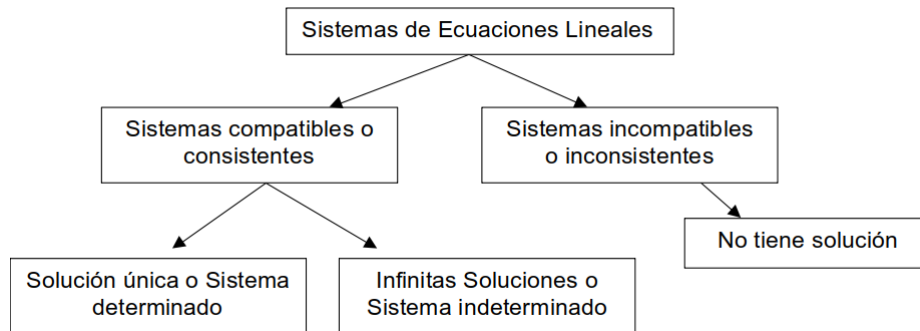 Sistemas de Ecuaciones Lineales
Sistemas compatibles o
consistentes
Sistemas incompatibles
o inconsistentes
No tiene solución
Solución única o Sistema
determinado
Infinitas Soluciones o
Sistema indeterminado